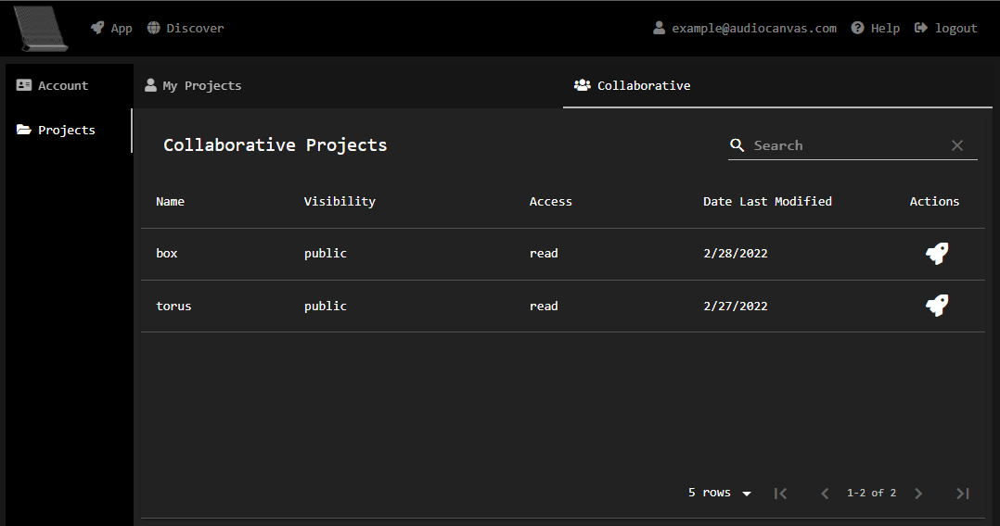 App Discover example@audiocanvas.com Help logout
Account My Projects Collaborative
Projects
Collaborative Projects Search
Name Visibility Access Date Last Modified Actions
box public read 2/28/2022
torus public read 2/27/2022
5 rows 1-2 of 2